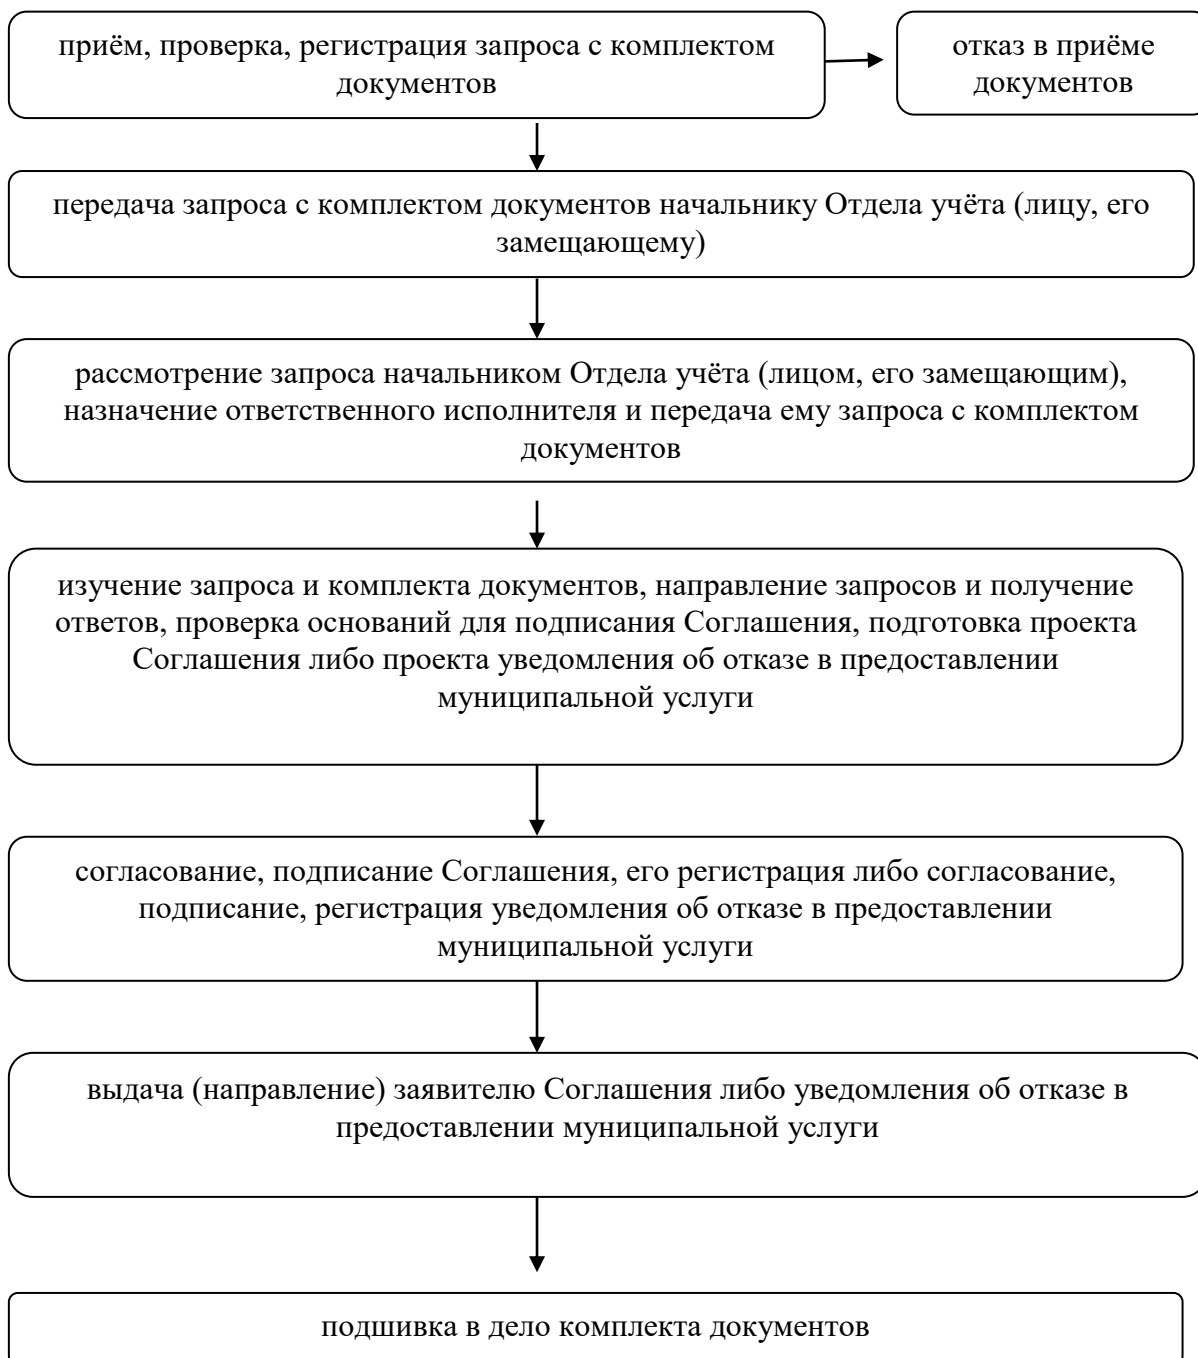 приём, проверка, регистрация запроса с комплектом
документов
отказ в приёме
документов
передача запроса с комплектом документов начальнику Отдела учёта (лицу, его
замещающему)
рассмотрение запроса начальником Отдела учёта (лицом, его замещающим),
назначение ответственного исполнителя и передача ему запроса с комплектом
документов
изучение запроса и комплекта документов, направление запросов и получение
ответов, проверка оснований для подписания Соглашения, подготовка проекта
Соглашения либо проекта уведомления об отказе в предоставлении
муниципальной услуги
согласование, подписание Соглашения, его регистрация либо согласование,
подписание, регистрация уведомления об отказе в предоставлении
муниципальной услуги
выдача (направление) заявителю Соглашения либо уведомления об отказе в
предоставлении муниципальной услуги
подшивка в дело комплекта документов